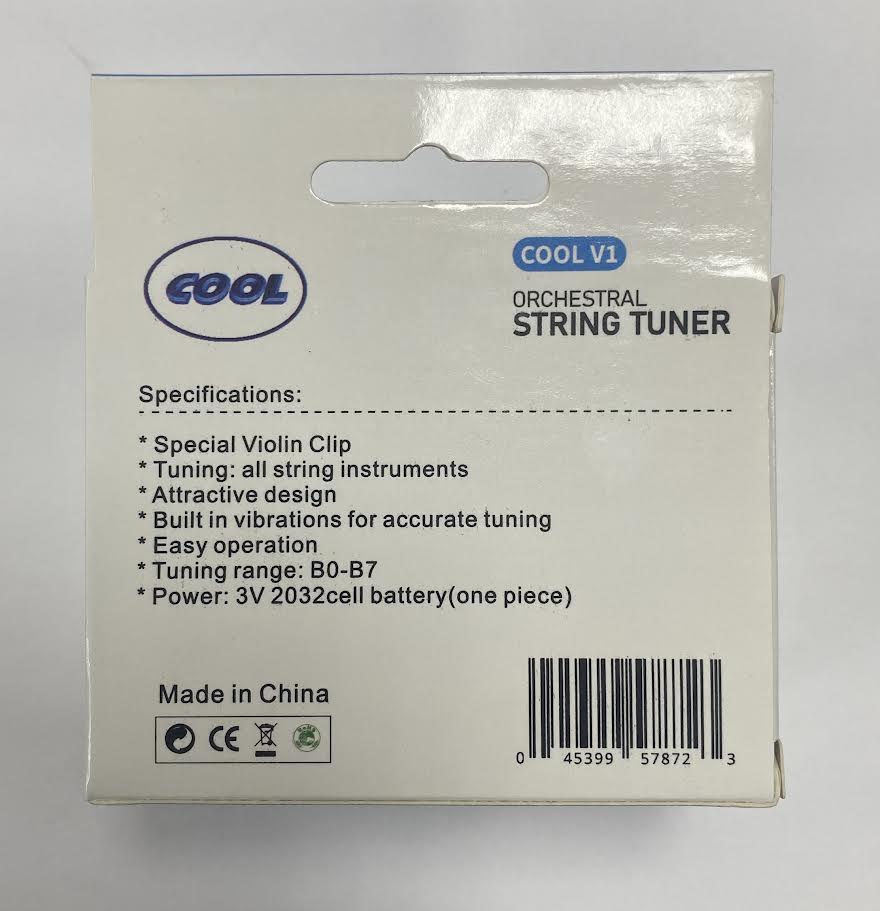 COOL
COOL V1
ORCHESTRAL
STRING TUNER
Specifications:
* Special Violin Clip
* Tuning: all string instruments
* Attractive design
* Built in vibrations for accurate tuning
* Easy operation
* Tuning range: B0-B7
* Power: 3V 2032cell battery(one piece)
Made in China
CE
0 45399 57872 3